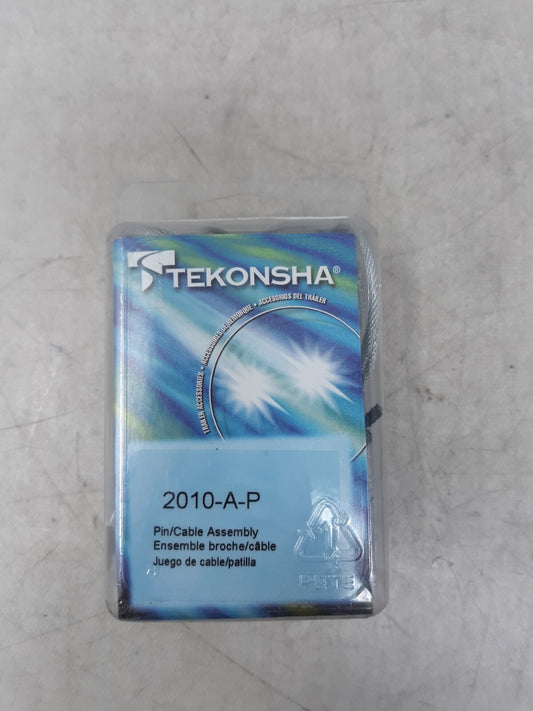 TEKONSHA®
TRAILER ACCESSORIES • ACCESSOIRES DE REMORQUE • ACCESORIOS DEL TRAILER
2010-A-P
Pin/Cable Assembly
Ensemble broche/câble
Juego de cable/patilla
1
PETE